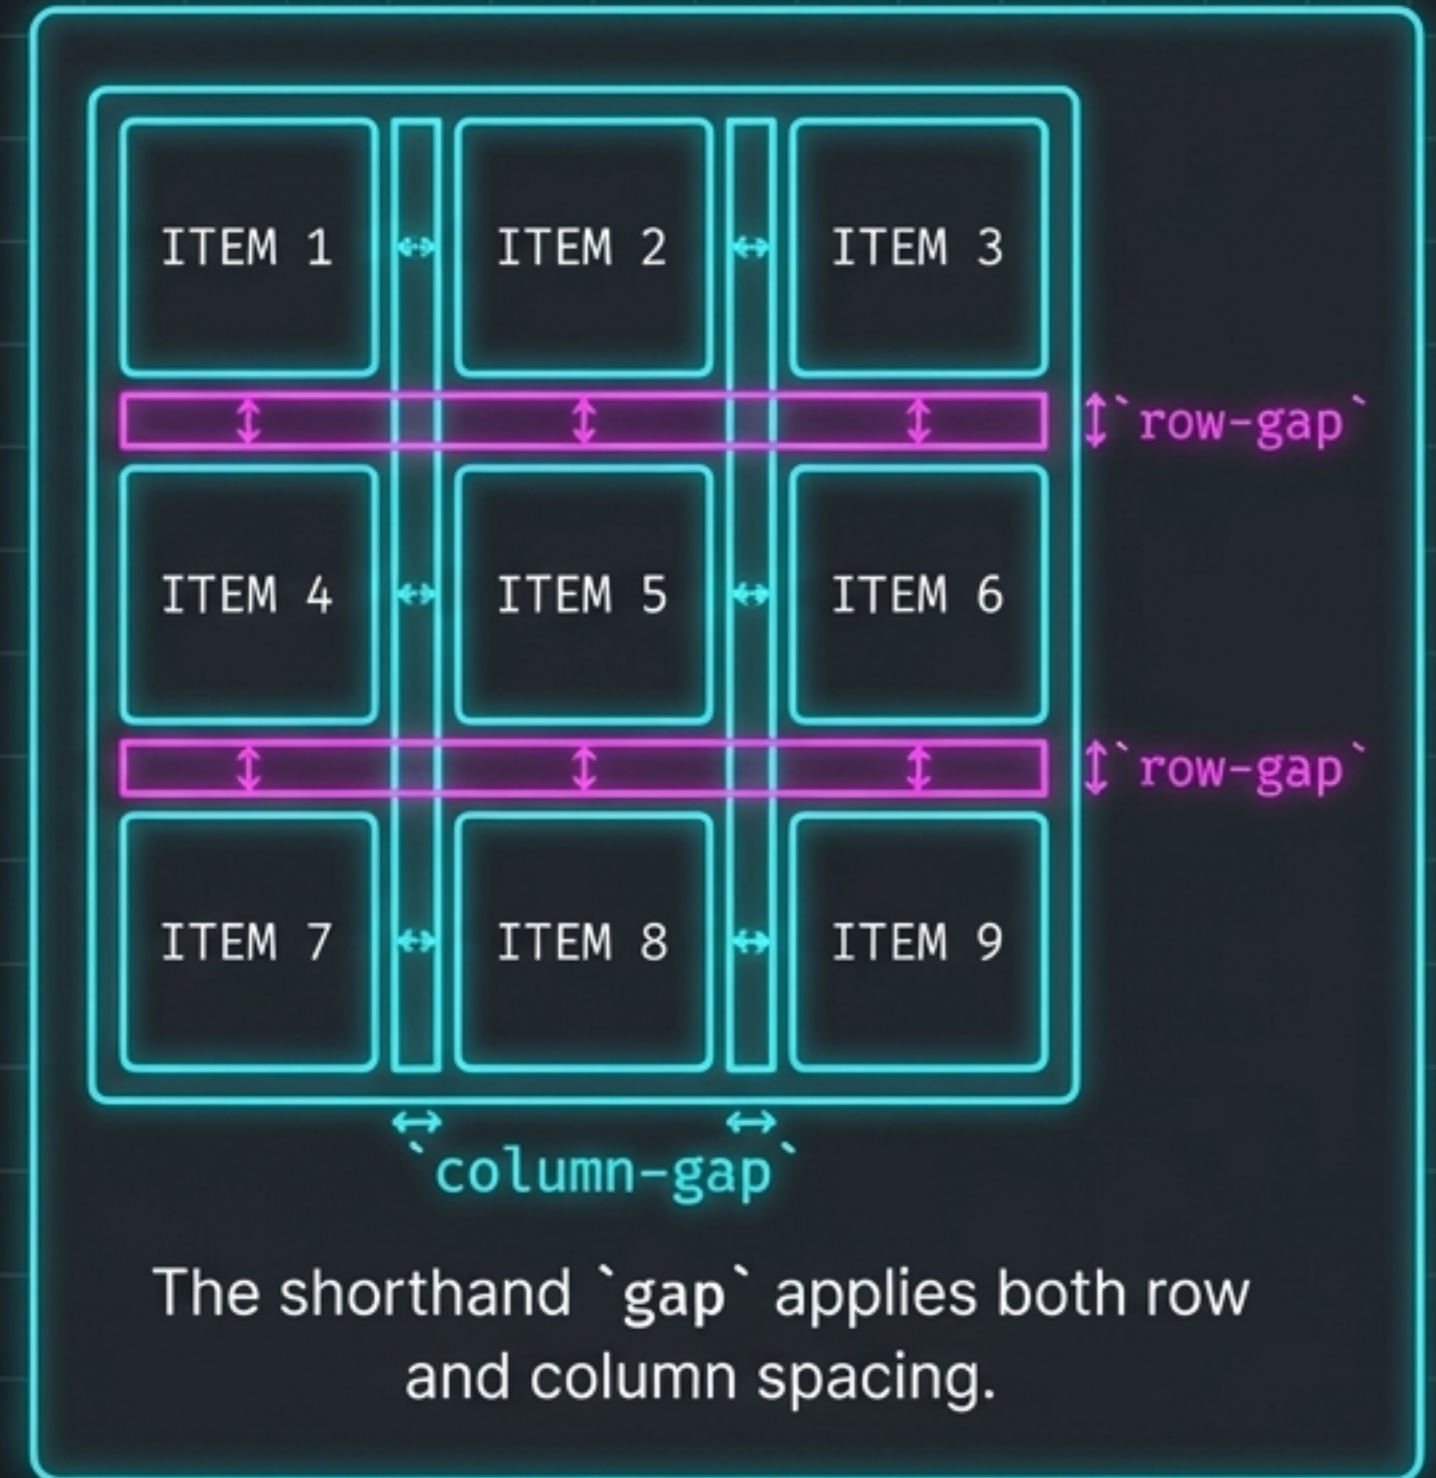 ITEM 1
ITEM 2
ITEM 3
`row-gap`
ITEM 4
ITEM 5
ITEM 6
`row-gap`
ITEM 7
ITEM 8
ITEM 9
`column-gap`
The shorthand `gap` applies both row
and column spacing.